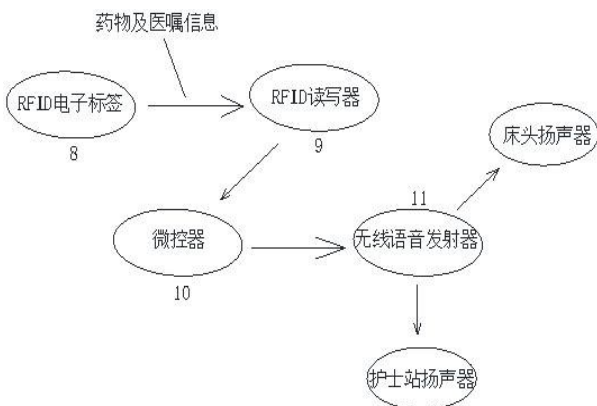 药物及医嘱信息
RFID电子标签
8
RFID读写器
9
床头扬声器
微控器
10
11
无线语音发射器
护士站扬声器